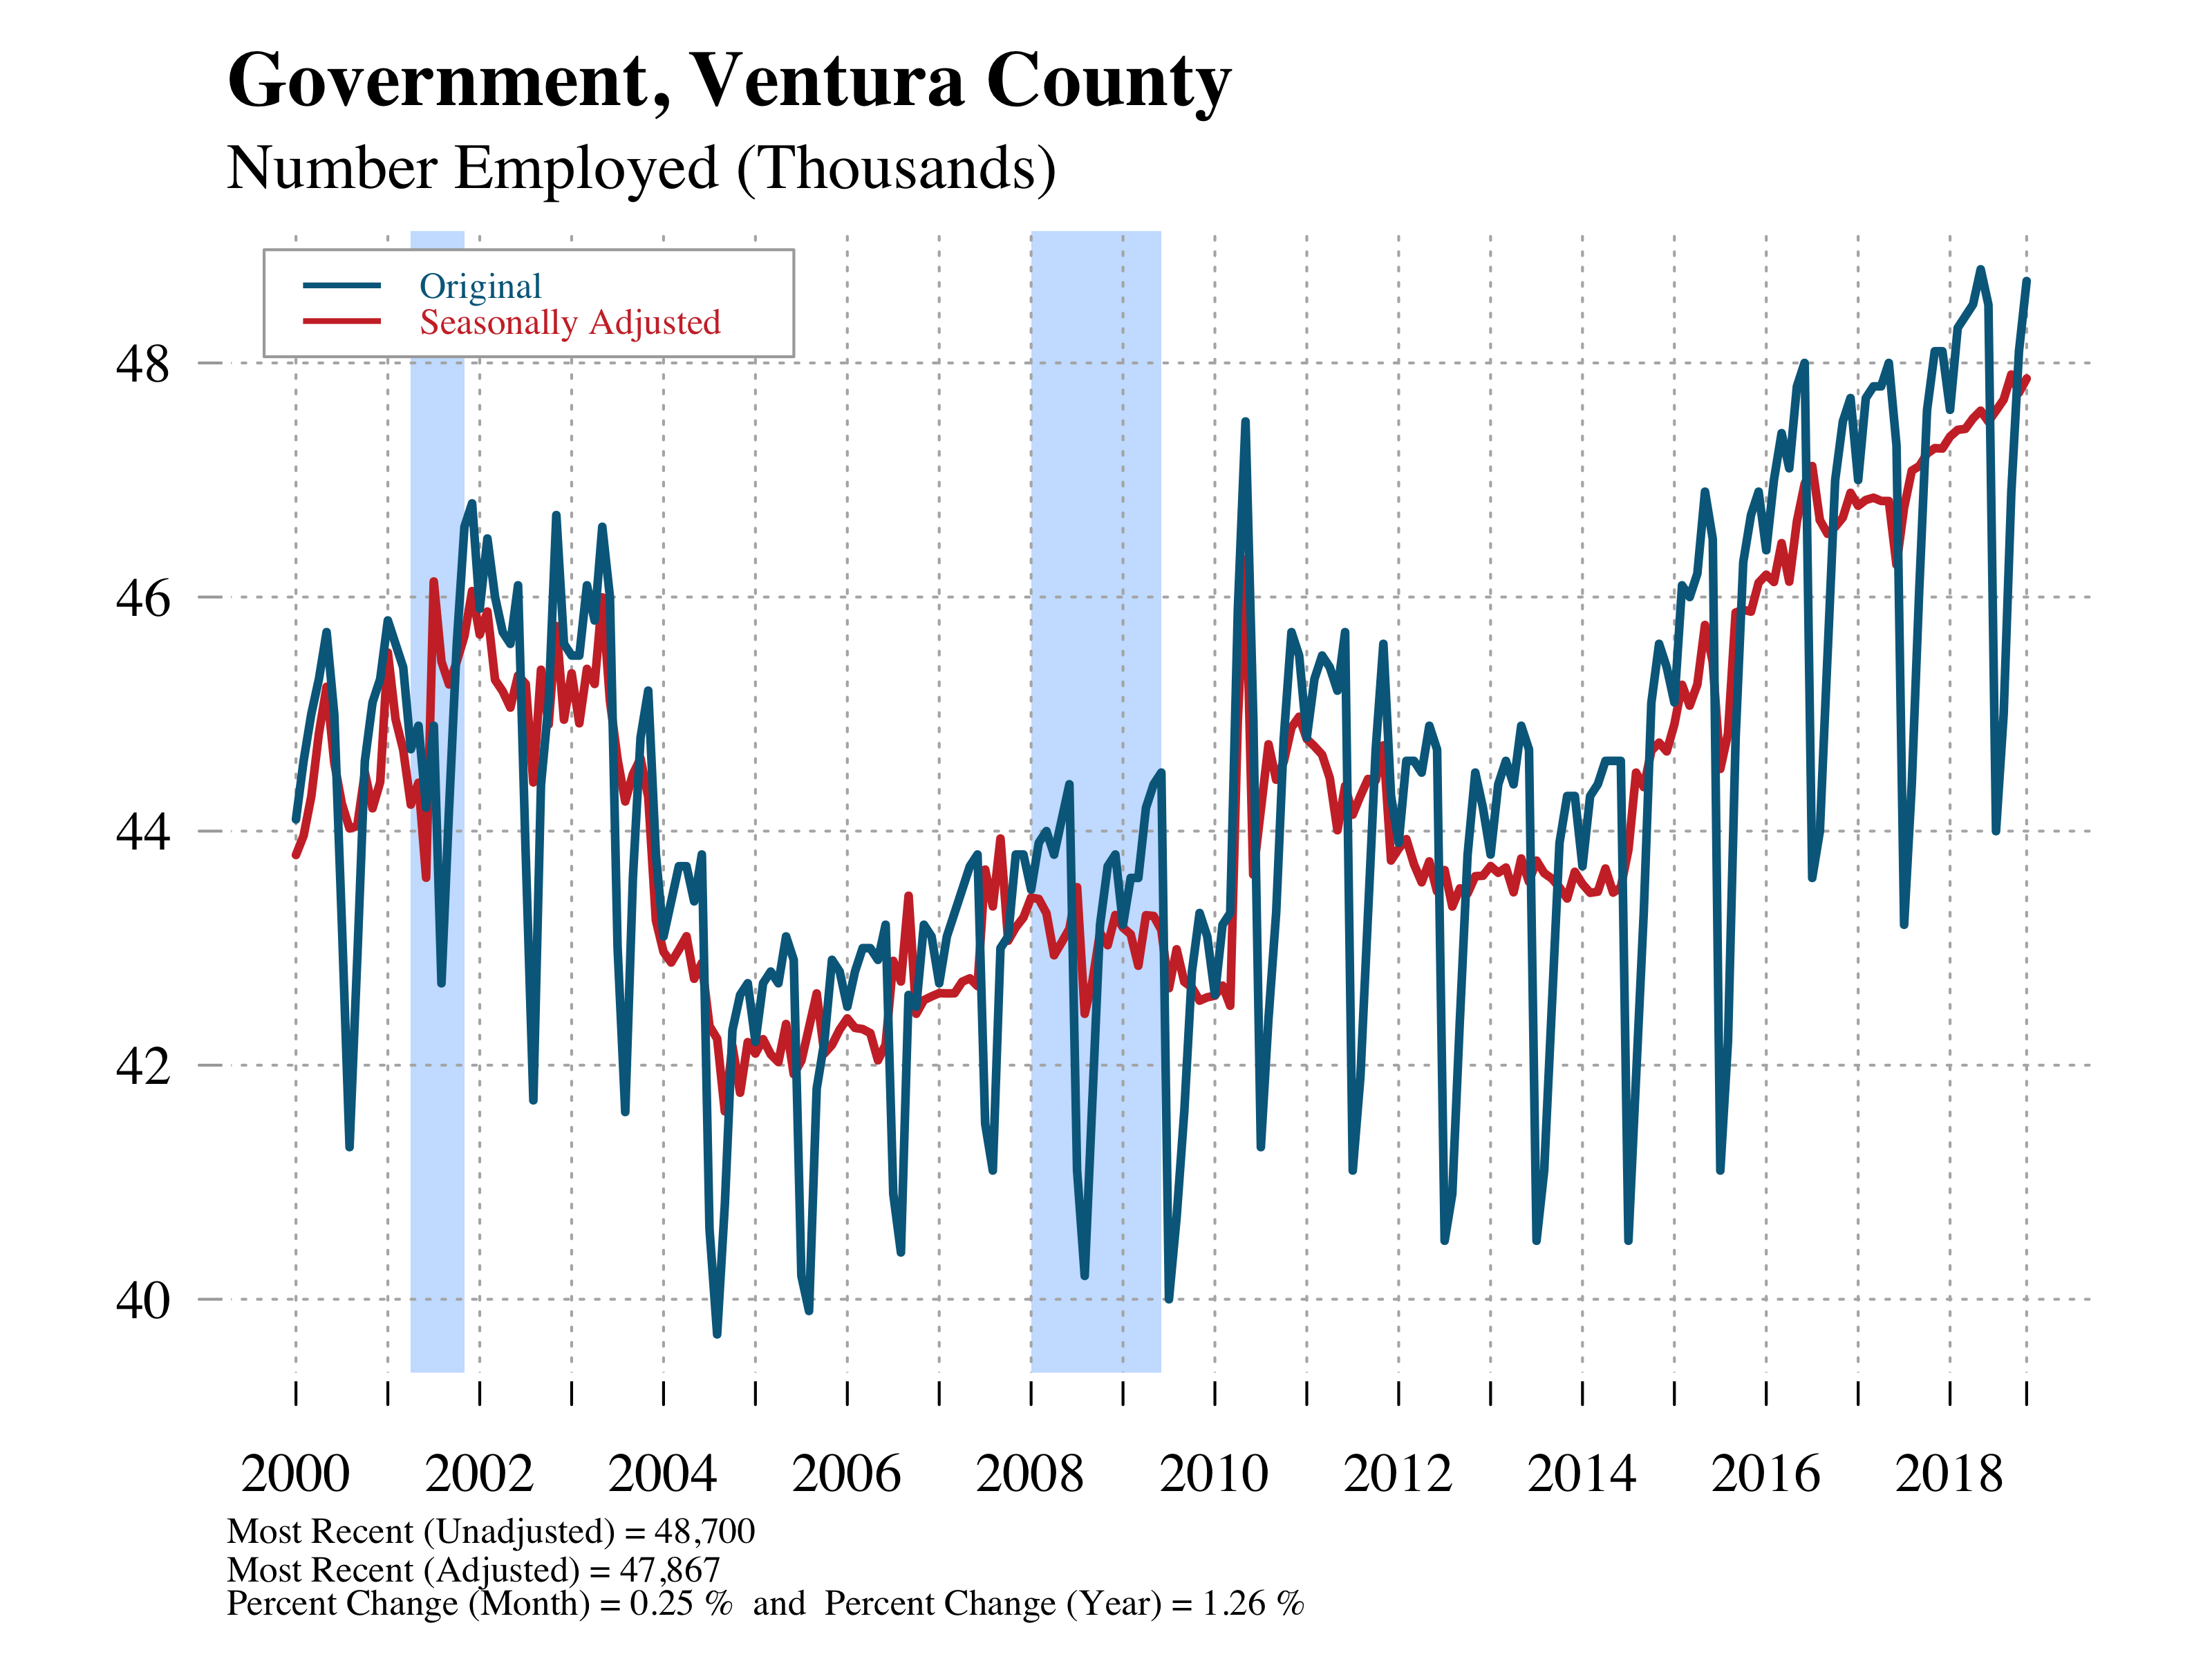 Government, Ventura County
Number Employed (Thousands)
Original
Seasonally Adjusted
48
46
44
42
40
2000 2002 2004 2006 2008 2010 2012 2014 2016 2018
Most Recent (Unadjusted) = 48,700
Most Recent (Adjusted) = 47,867
Percent Change (Month) = 0.25 % and Percent Change (Year) = 1.26 %